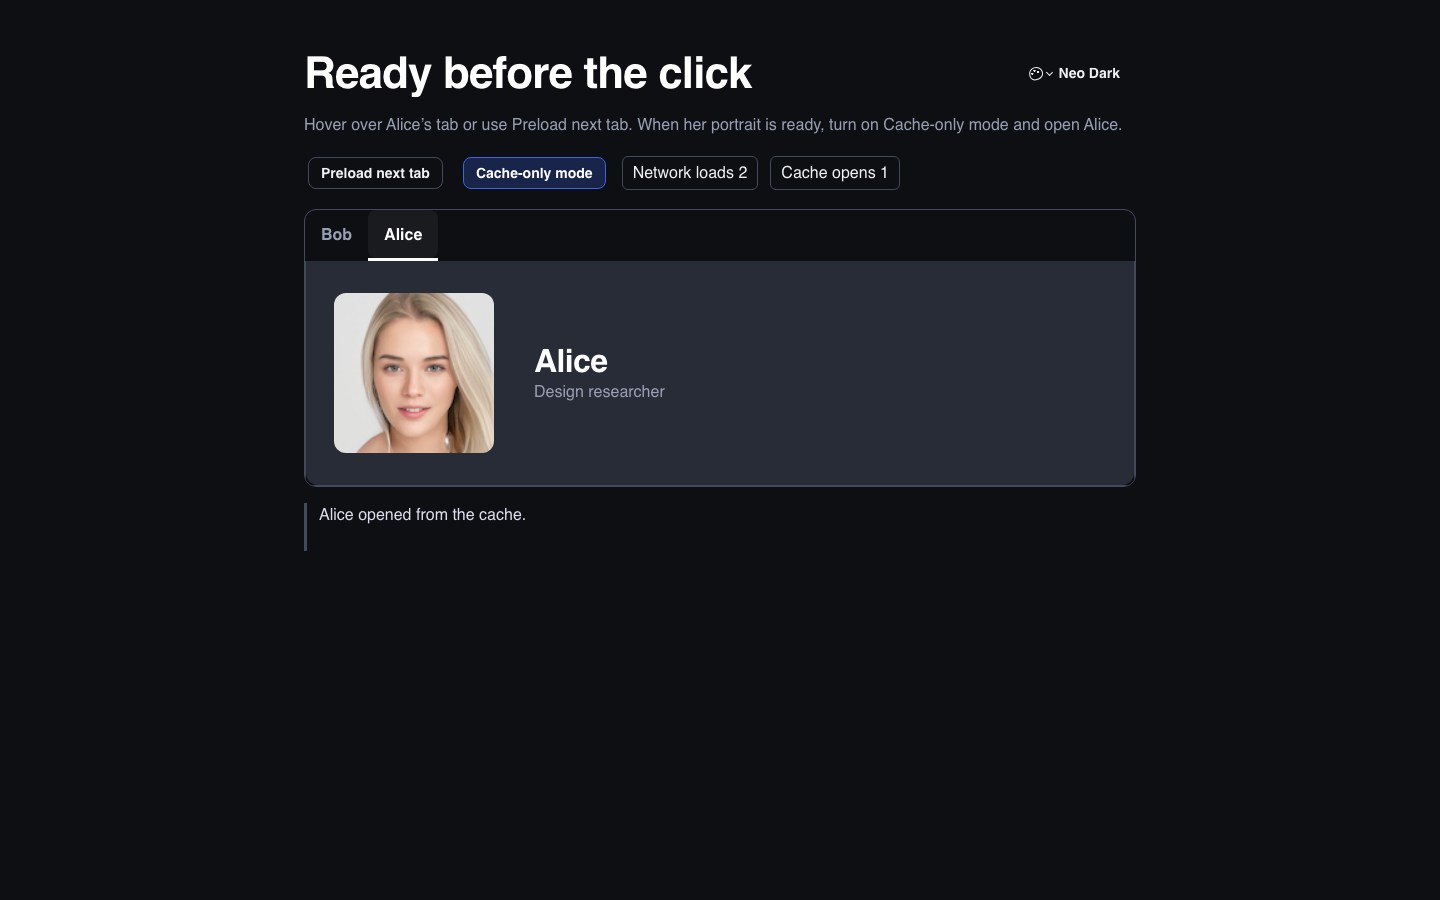 Ready before the click
Neo Dark
Hover over Alice’s tab or use Preload next tab. When her portrait is ready, turn on Cache-only mode and open Alice.
Preload next tab
Cache-only mode
Network loads 2
Cache opens 1
Bob
Alice
Alice
Design researcher
Alice opened from the cache.